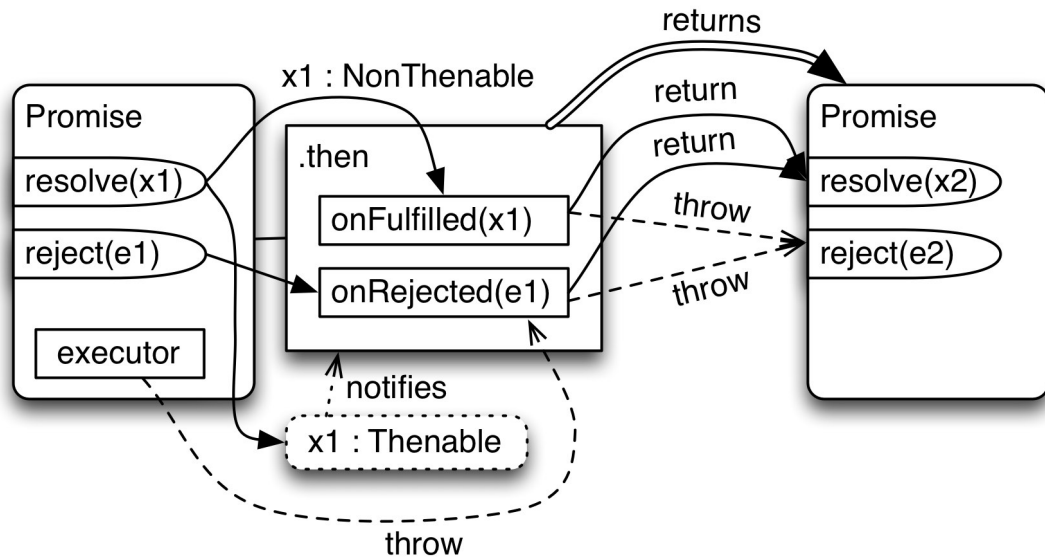 returns
x1 : NonThenable
return
Promise
.then
return
Promise
resolve(x1)
onFulfilled(x1)
throw
resolve(x2)
reject(e1)
onRejected(e1)
throw
reject(e2)
executor
notifies
x1 : Thenable
throw